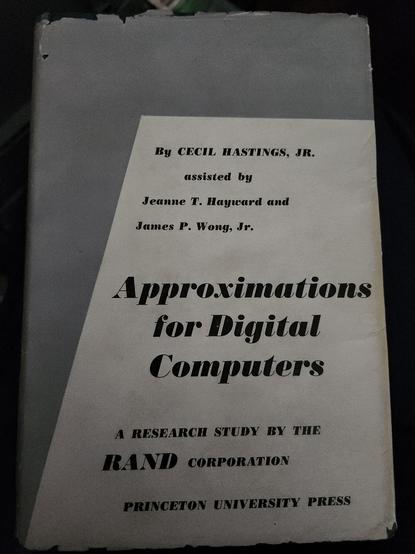 By CECIL HASTINGS, JR.
assisted by
Jeanne T. Hayward and
James P. Wong, Jr.
Approximations
for Digital
Computers
A RESEARCH STUDY BY THE
RAND CORPORATION
PRINCETON UNIVERSITY PRESS